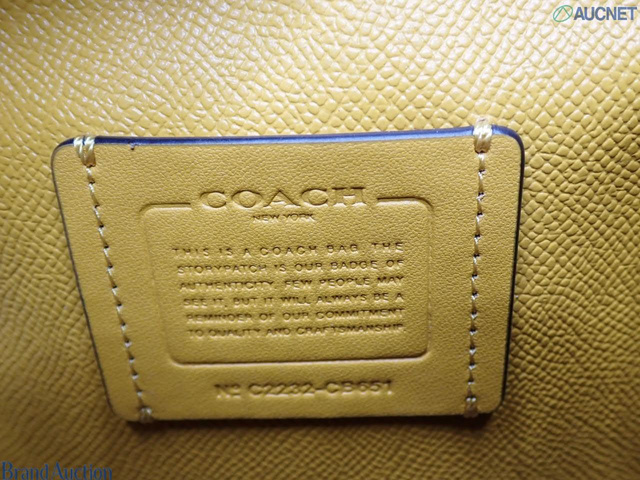 AUCNET
COACH
NEW YORK
THIS IS A COACH BAG. THE
STORYPATCH IS OUR BADGE OF
AUTHENTICITY. FEW PEOPLE MAY
SEE IT, BUT IT WILL ALWAYS BE A
REMINDER OF OUR COMMITMENT
TO QUALITY AND CRAFTSMANSHIP.
No C2232-CB651
Brand Auction